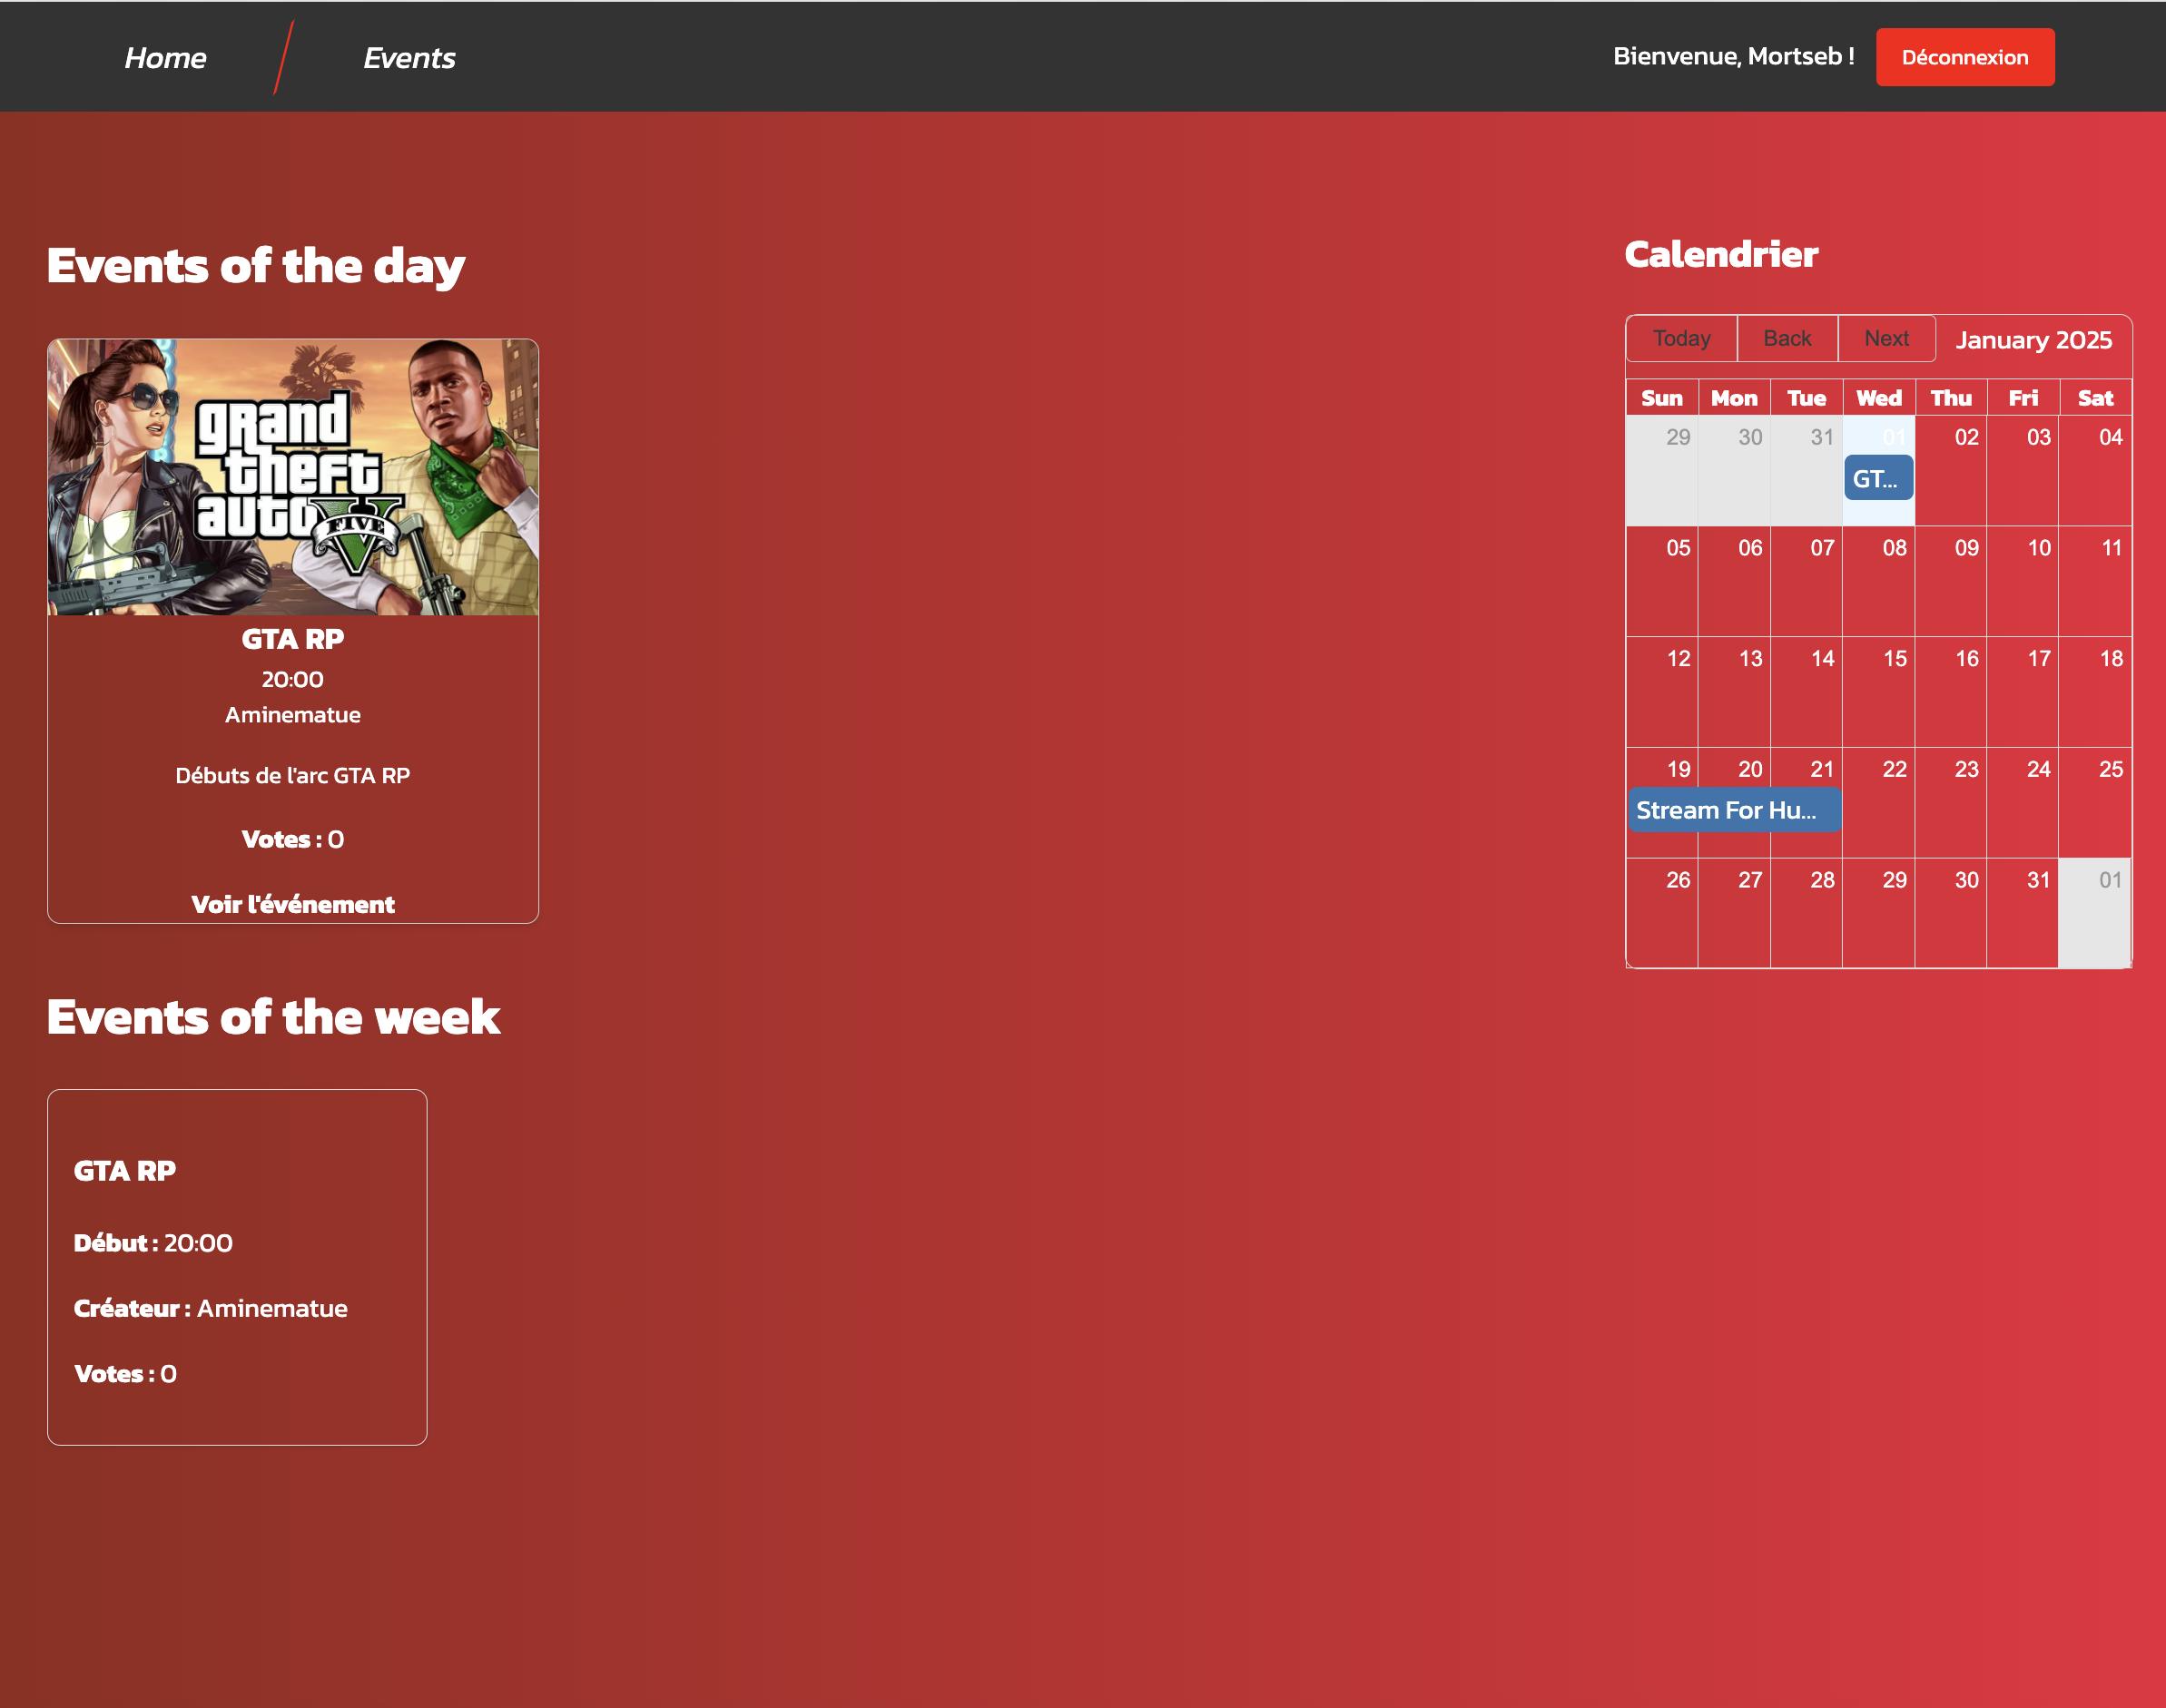 Home
Events
Bienvenue, Mortseb !
Déconnexion
Events of the day
grand
theft
auto
FIVE
GTA RP
20:00
Aminematue
Débuts de l'arc GTA RP
Votes : 0
Voir l'événement
Events of the week
GTA RP
Début : 20:00
Créateur : Aminematue
Votes : 0
Calendrier
Today Back Next January 2025
Sun Mon Tue Wed Thu Fri Sat
29 30 31 01 02 03 04
GT...
05 06 07 08 09 10 11
12 13 14 15 16 17 18
19 20 21 22 23 24 25
Stream For Hu...
26 27 28 29 30 31 01